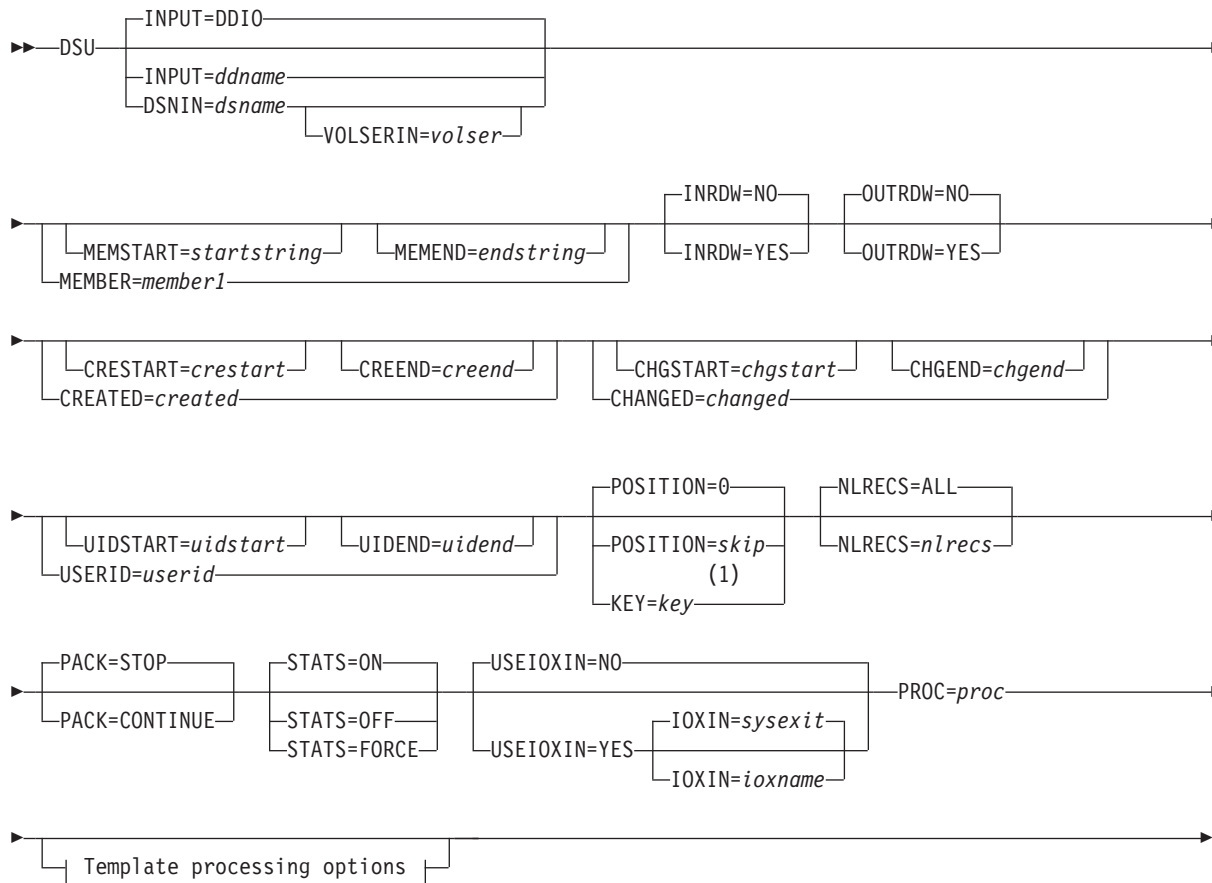 INPUT=DDIO
DSU
INPUT=ddname
DSNIN=dsname
VOLSERIN=volser
INRDW=NO OUTRDW=NO
MEMSTART=startstring MEMEND=endstring INRDW=YES OUTRDW=YES
MEMBER=member1
CRESTART=crestart CREEND=creend CHGSTART=chgstart CHGEND=chgend
CREATED=created CHANGED=changed
POSITION=0 NLRECS=ALL
UIDSTART=uidstart UIDEND=uidend POSITION=skip NLRECS=nlrecs
USERID=userid (1)
KEY=key
PACK=STOP STATS=ON USEIOXIN=NO
PROC=proc
PACK=CONTINUE STATS=OFF IOXIN=sysexit
STATS=FORCE USEIOXIN=YES
IOXIN=ioxname
Template processing options